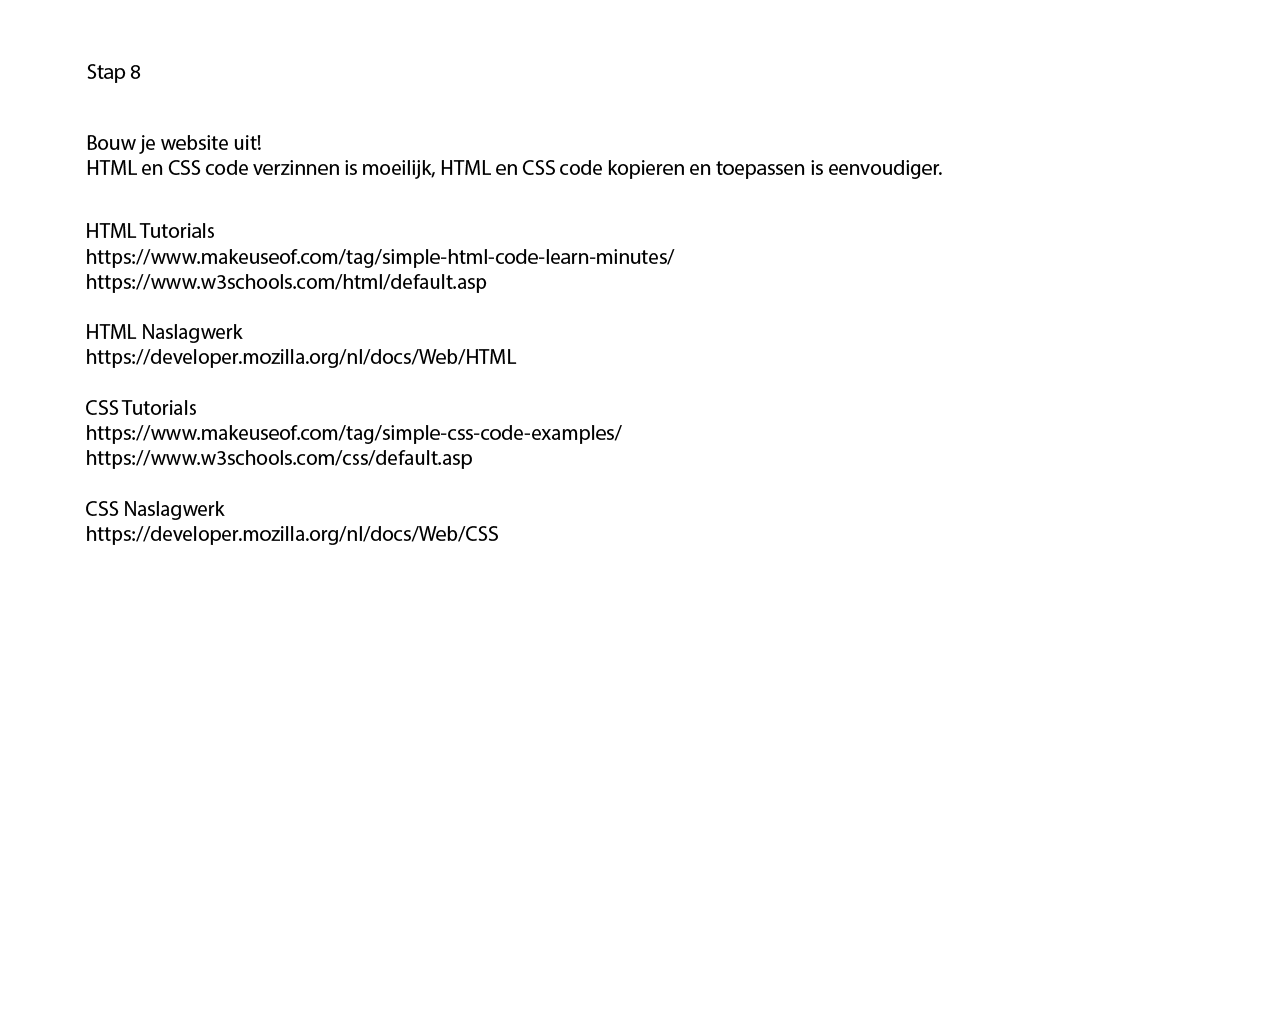 Stap 8
Bouw je website uit!
HTML en CSS code verzinnen is moeilijk, HTML en CSS code kopieren en toepassen is eenvoudiger.
HTML Tutorials
https://www.makeuseof.com/tag/simple-html-code-learn-minutes/
https://www.w3schools.com/html/default.asp
HTML Naslagwerk
https://developer.mozilla.org/nl/docs/Web/HTML
CSS Tutorials
https://www.makeuseof.com/tag/simple-css-code-examples/
https://www.w3schools.com/css/default.asp
CSS Naslagwerk
https://developer.mozilla.org/nl/docs/Web/CSS